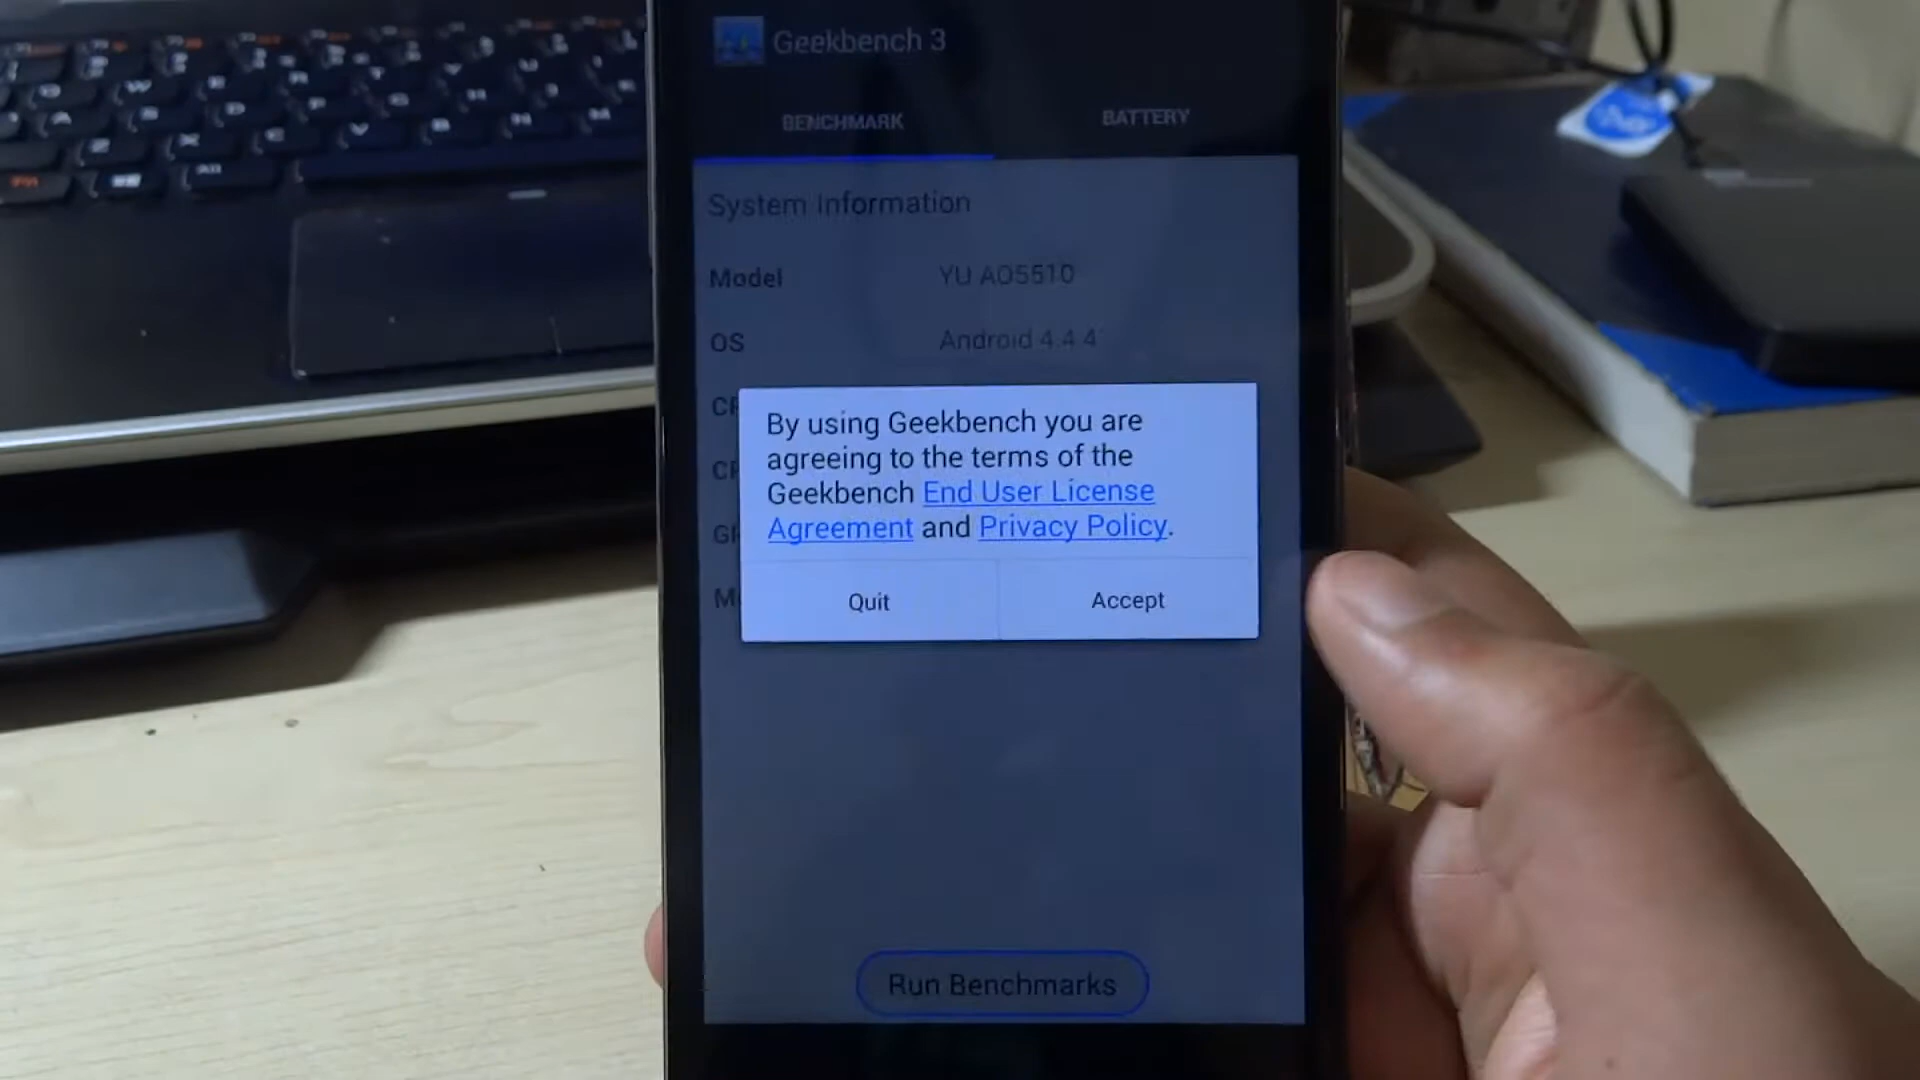 Geekbench 3
BENCHMARK
BATTERY
System Information
Model YU AO5510
OS Android 4.4.4
By using Geekbench you are
agreeing to the terms of the
Geekbench End User License
Agreement and Privacy Policy.
Quit
Accept
Run Benchmarks